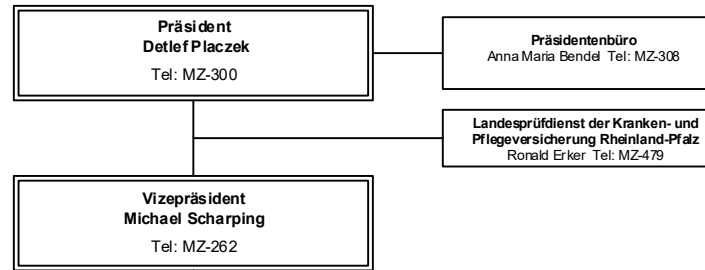 Präsident
Detlef Placzek
Tel: MZ-300
Präsidentenbüro
Anna Maria Bendel Tel: MZ-308
Landesprüfdienst der Kranken- und
Pflegeversicherung Rheinland-Pfalz
Ronald Erker Tel: MZ-479
Vizepräsident
Michael Scharping
Tel: MZ-262